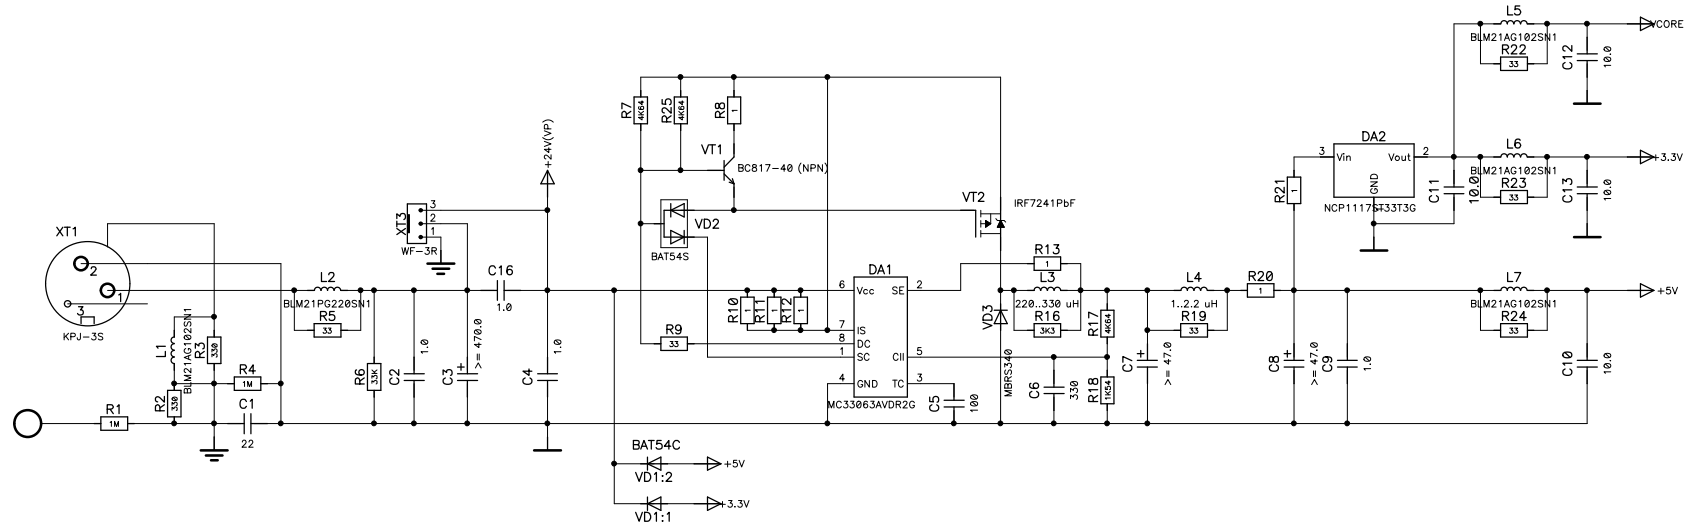 L5
VCORE
BLM21AG102SN1
R22
33
C12
10.0
R7
4K64
R25
4K64
R8
1
+24V(VP)
VT1
BC817-40 (NPN)
DA2
3
Vin
Vout
2
GND
NCP1117ST33T3G
R21
1
C11
10.0
L6
+3.3V
BLM21AG102SN1
R23
33
C13
10.0
XT1
2
1
3
KPJ-3S
XT3
3
2
1
WF-3R
VD2
BAT54S
VT2
IRF7241PbF
L2
BLM21PG220SN1
R5
33
C16
1.0
R13
1
L3
220..330 uH
R16
3K3
VD3
MBRS340
DA1
6
Vcc
SE
2
7
IS
8
DC
1
SC
CII
5
4
GND
TC
3
MC33063AVDR2G
R10
1
R11
1
R12
1
R9
33
R17
4K64
R18
1K54
C6
330
C5
100
L4
1..2.2 uH
R19
33
R20
1
C7
+
>= 47.0
C8
+
>= 47.0
C9
1.0
L7
+5V
BLM21AG102SN1
R24
33
C10
10.0
L1
BLM21AG102SN1
R3
330
R4
1M
R2
330
C1
22
R1
1M
R6
33K
C2
1.0
C3
+
>= 470.0
C4
1.0
BAT54C
+5V
VD1:2
+3.3V
VD1:1